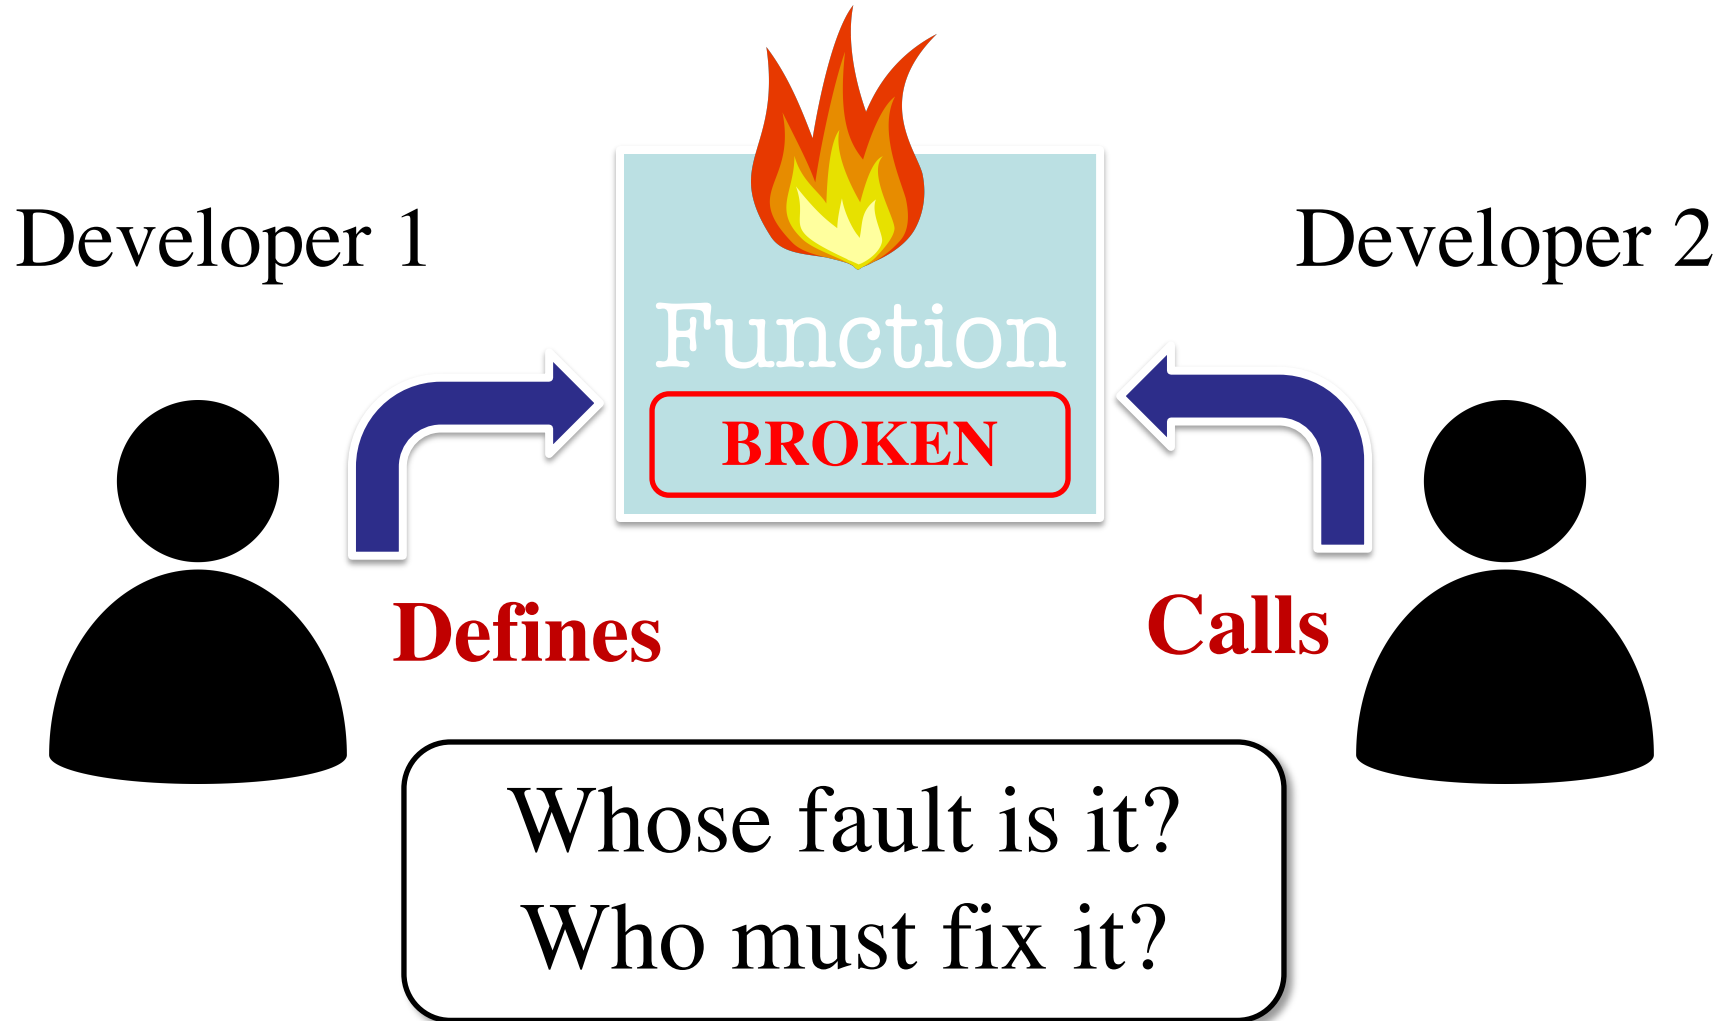 Developer 1
Developer 2
Function
BROKEN
Defines
Calls
Whose fault is it?
Who must fix it?